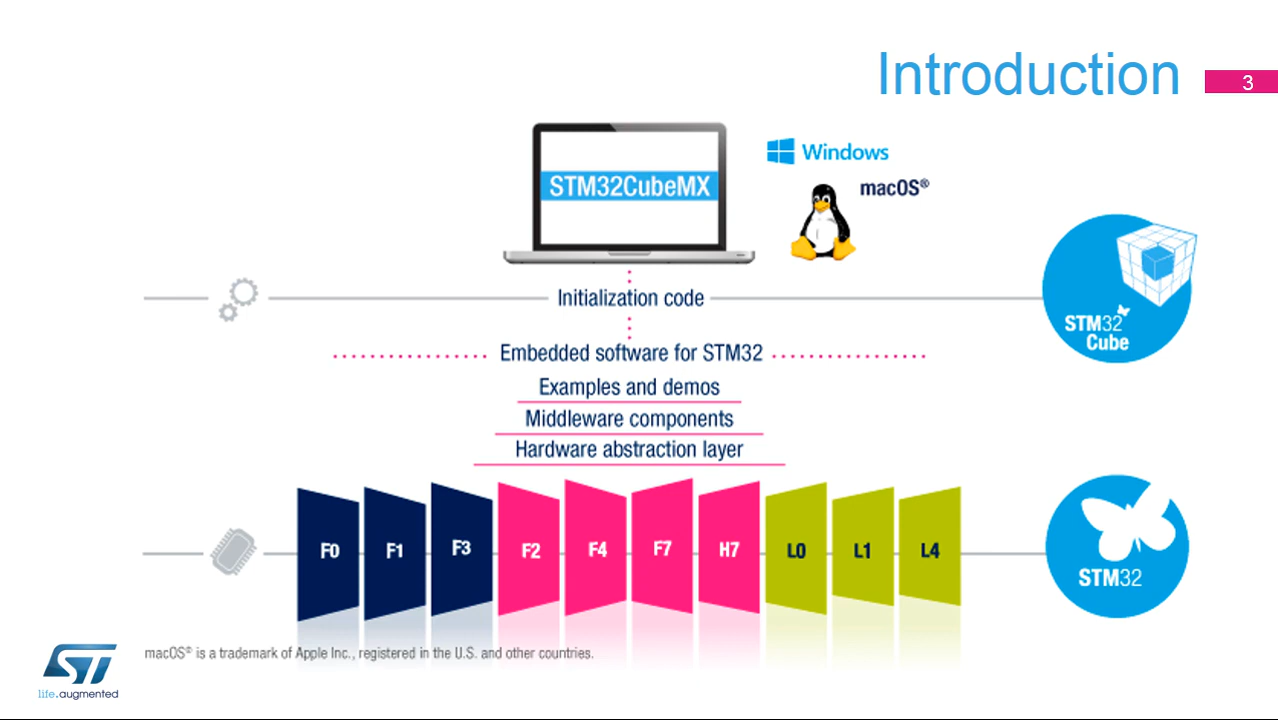 Introduction
3
STM32CubeMX
Windows
macOS®
Initialization code
STM32
Cube
Embedded software for STM32
Examples and demos
Middleware components
Hardware abstraction layer
F0 F1 F3 F2 F4 F7 H7 L0 L1 L4
STM32
macOS® is a trademark of Apple Inc., registered in the U.S. and other countries.
ST
life.augmented